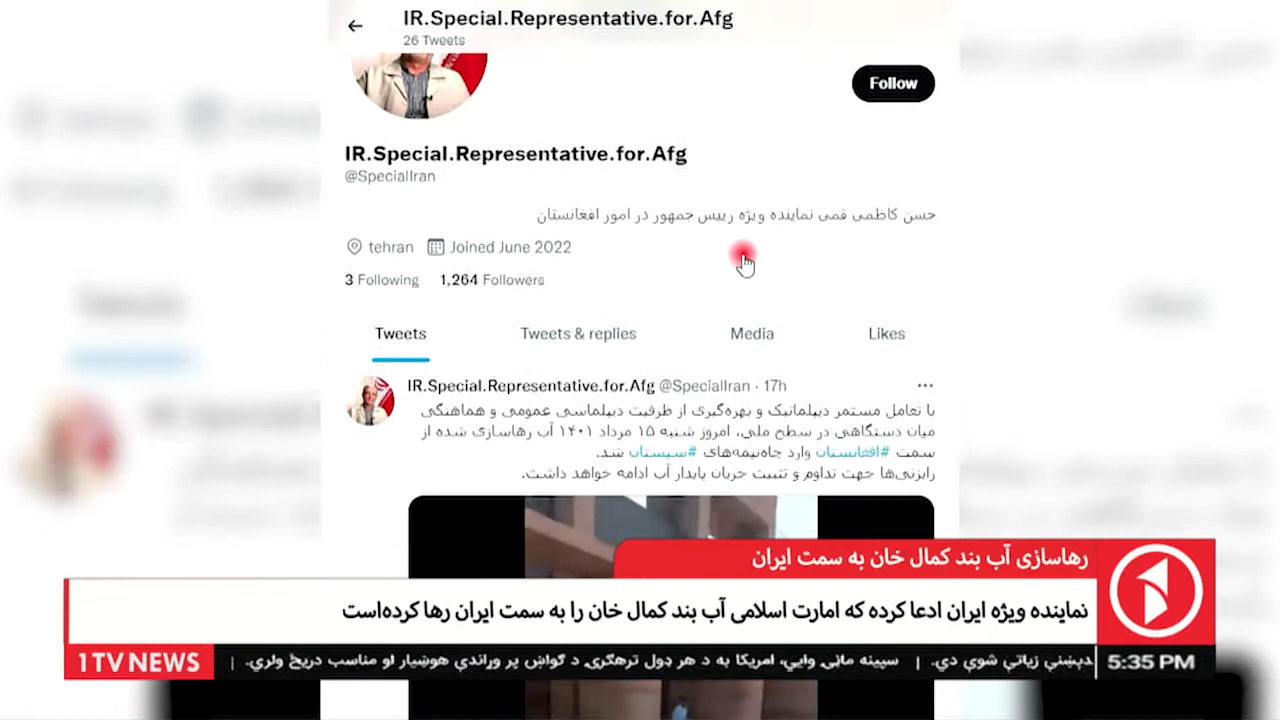 IR.Special.Representative.for.Afg
26 Tweets
Follow
IR.Special.Representative.for.Afg
@SpecialIran
حسن کاظمی قمی نماینده ویژه رییس جمهور در امور افغانستان
tehran Joined June 2022
3 Following 1,264 Followers
Tweets Tweets & replies Media Likes
IR.Special.Representative.for.Afg @SpecialIran · 17h
با تعامل مستمر دیپلماتیک و بهره‌گیری از ظرفیت دیپلماسی عمومی و هماهنگی
میان دستگاهی در سطح ملی، امروز شنبه ۱۵ مرداد ۱۴۰۱ آب رهاسازی شده از
سمت #افغانستان وارد چاه‌نیمه‌های #سیستان شد.
رایزنی‌ها جهت تداوم و تثبیت جریان پایدار آب ادامه خواهد داشت.
رهاسازی آب بند کمال خان به سمت ایران
نماینده ویژه ایران ادعا کرده که امارت اسلامی آب بند کمال خان را به سمت ایران رها کرده‌است
1TV NEWS
دېښنې زیاتې شوې دي. | سپینه ماڼۍ وایي، امریکا به د هر ډول ترهګرۍ د ګواښ پر وړاندې هوښیار او مناسب دریځ ولري. |
5:35 PM